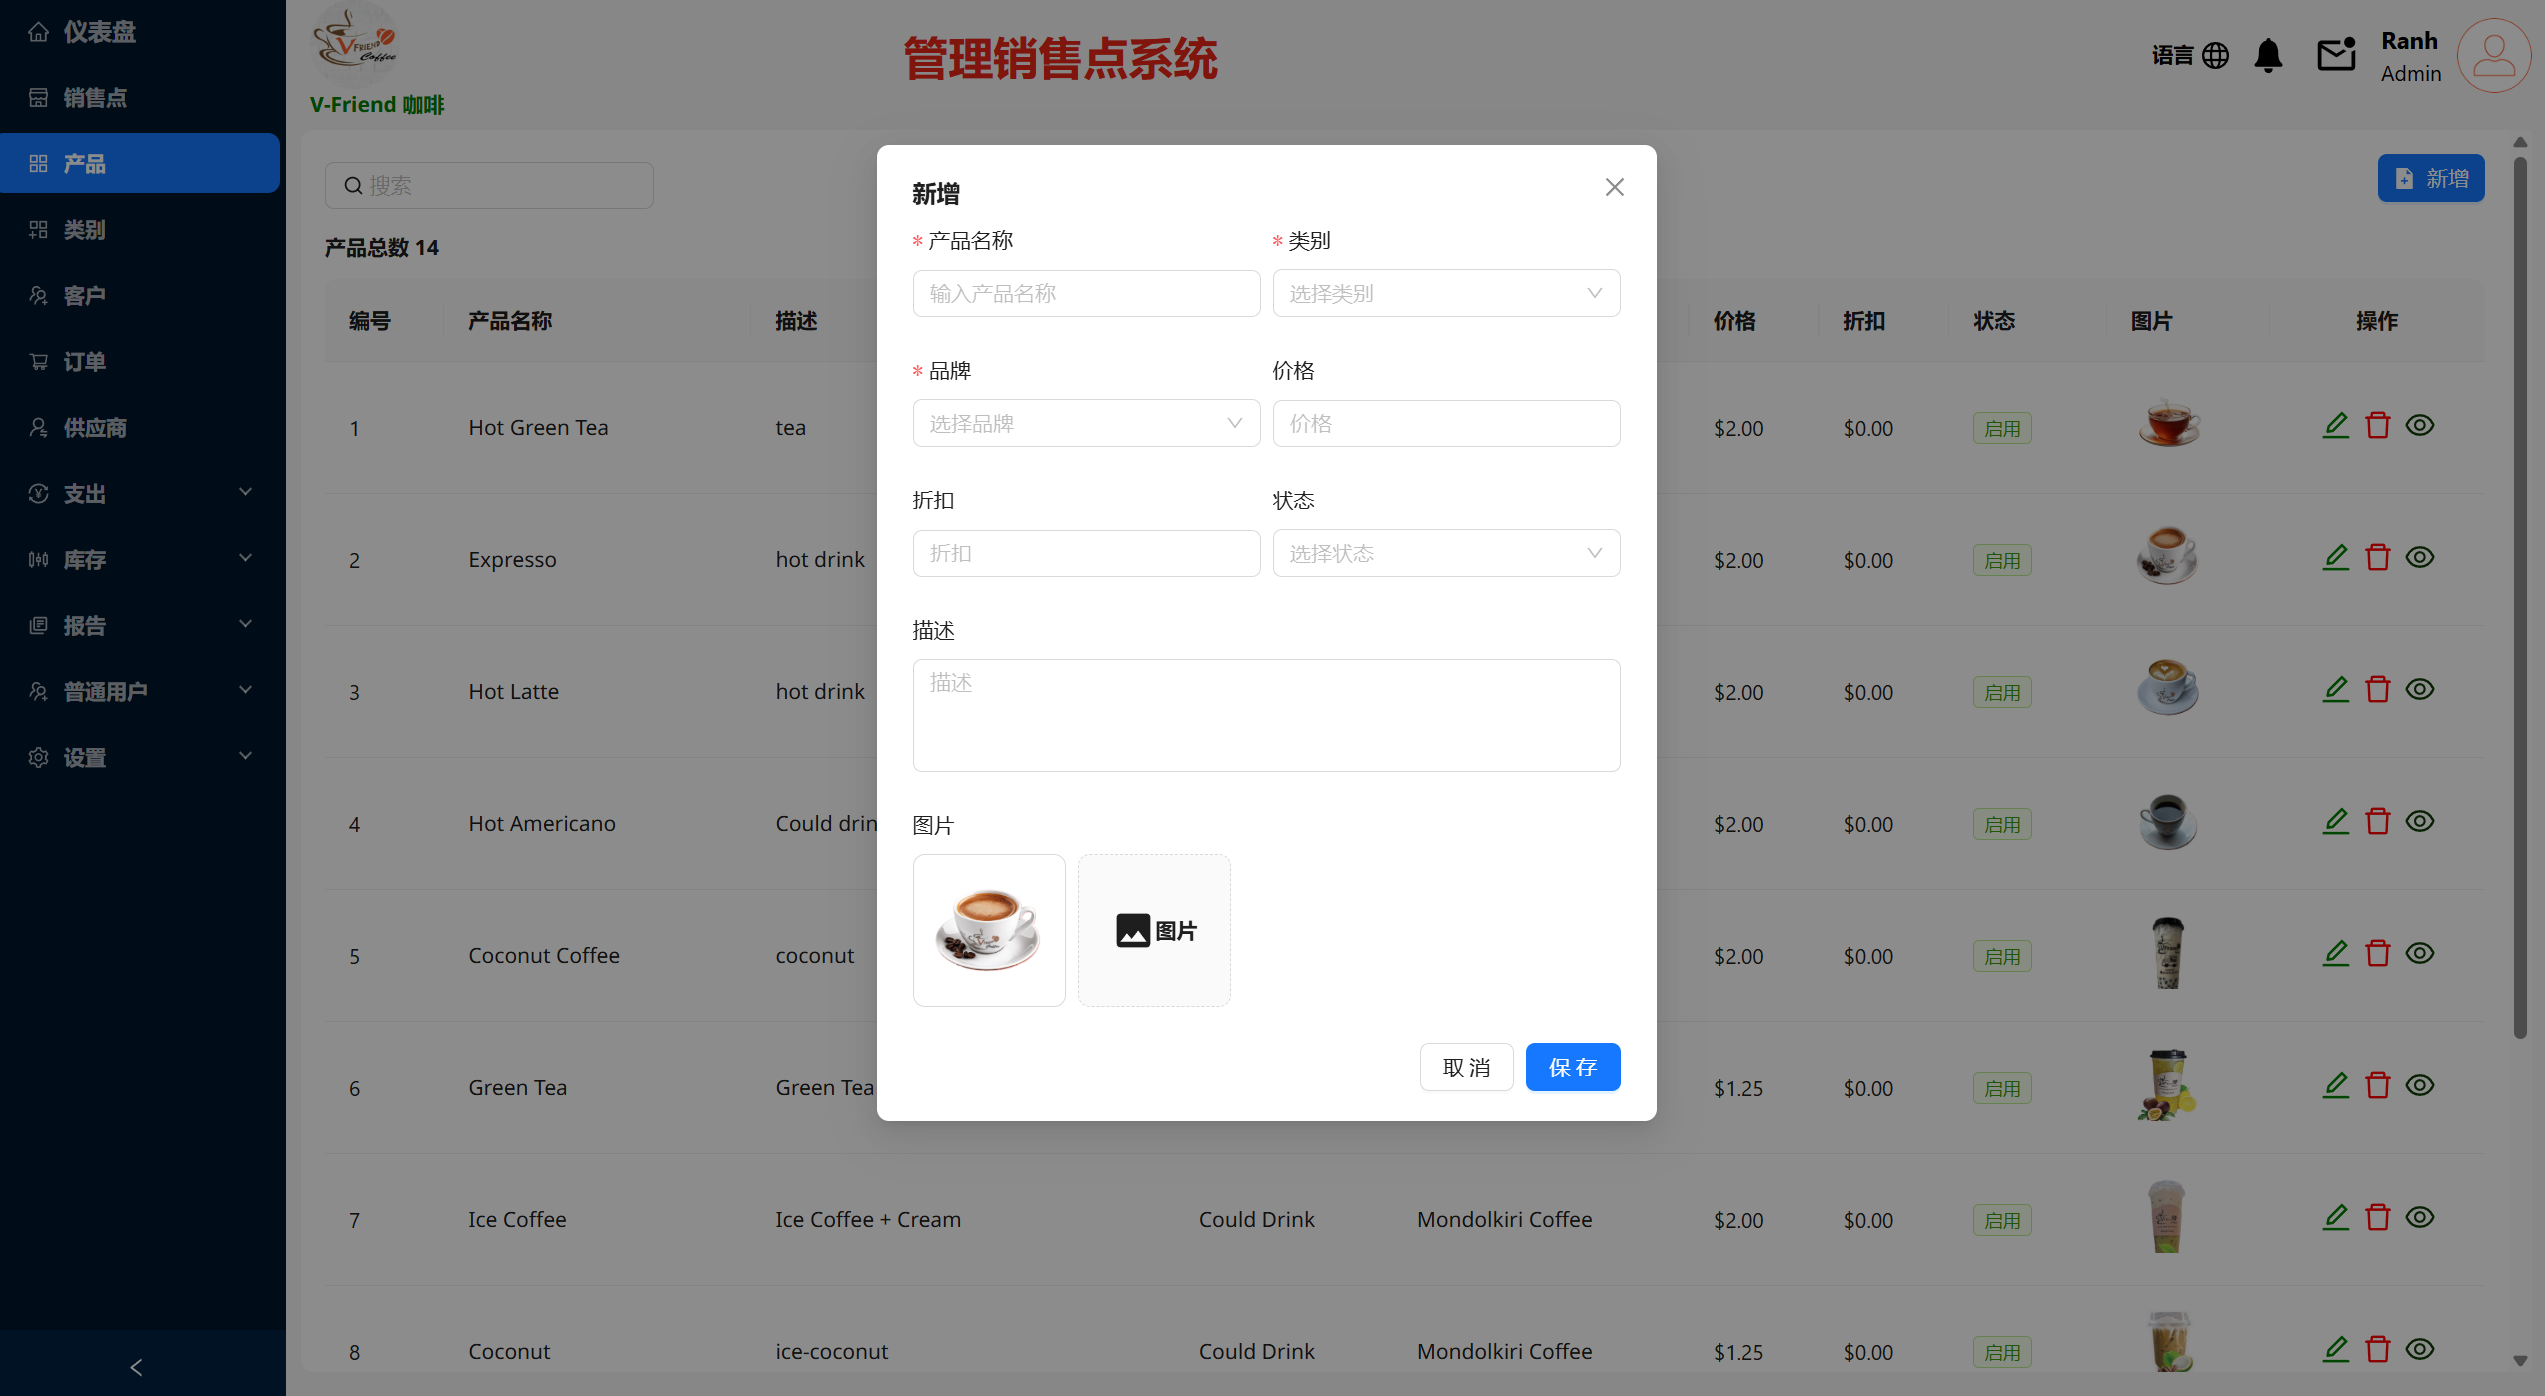 仪表盘
销售点
产品
类别
客户
订单
供应商
支出
库存
报告
普通用户
设置
V FRIEND Coffee
V-Friend 咖啡
管理销售点系统
语言
Ranh
Admin
搜索
新增
产品总数 14
编号 产品名称 描述 价格 折扣 状态 图片 操作
1 Hot Green Tea tea $2.00 $0.00 启用
2 Expresso hot drink $2.00 $0.00 启用
3 Hot Latte hot drink $2.00 $0.00 启用
4 Hot Americano Could drin $2.00 $0.00 启用
5 Coconut Coffee coconut $2.00 $0.00 启用
6 Green Tea Green Tea $1.25 $0.00 启用
7 Ice Coffee Ice Coffee + Cream Could Drink Mondolkiri Coffee $2.00 $0.00 启用
8 Coconut ice-coconut Could Drink Mondolkiri Coffee $1.25 $0.00 启用
新增
* 产品名称 * 类别
输入产品名称 选择类别
* 品牌 价格
选择品牌 价格
折扣 状态
折扣 选择状态
描述
描述
图片
图片
取 消 保 存